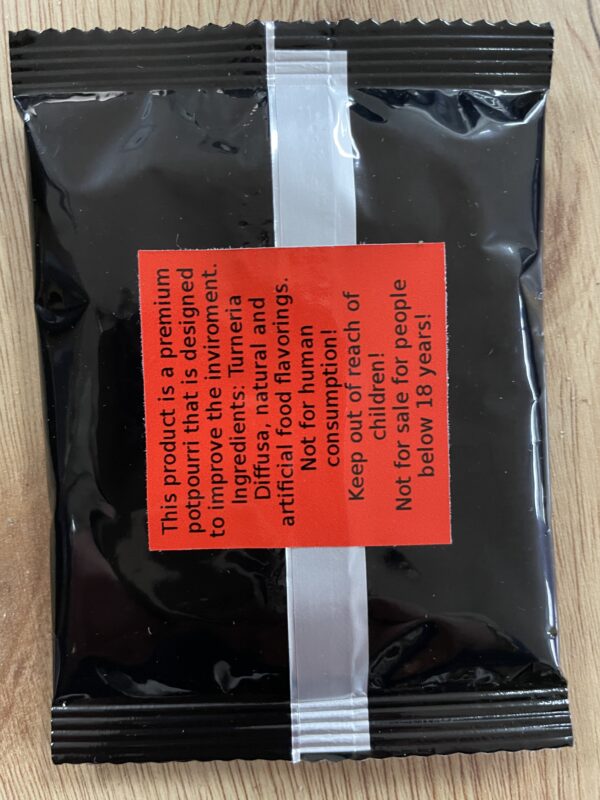 This product is a premium
potpourri that is designed
to improve the inviroment.
Ingredients: Turneria
Diffusa, natural and
artificial food flavorings.
Not for human
consumption!
Keep out of reach of
children!
Not for sale for people
below 18 years!